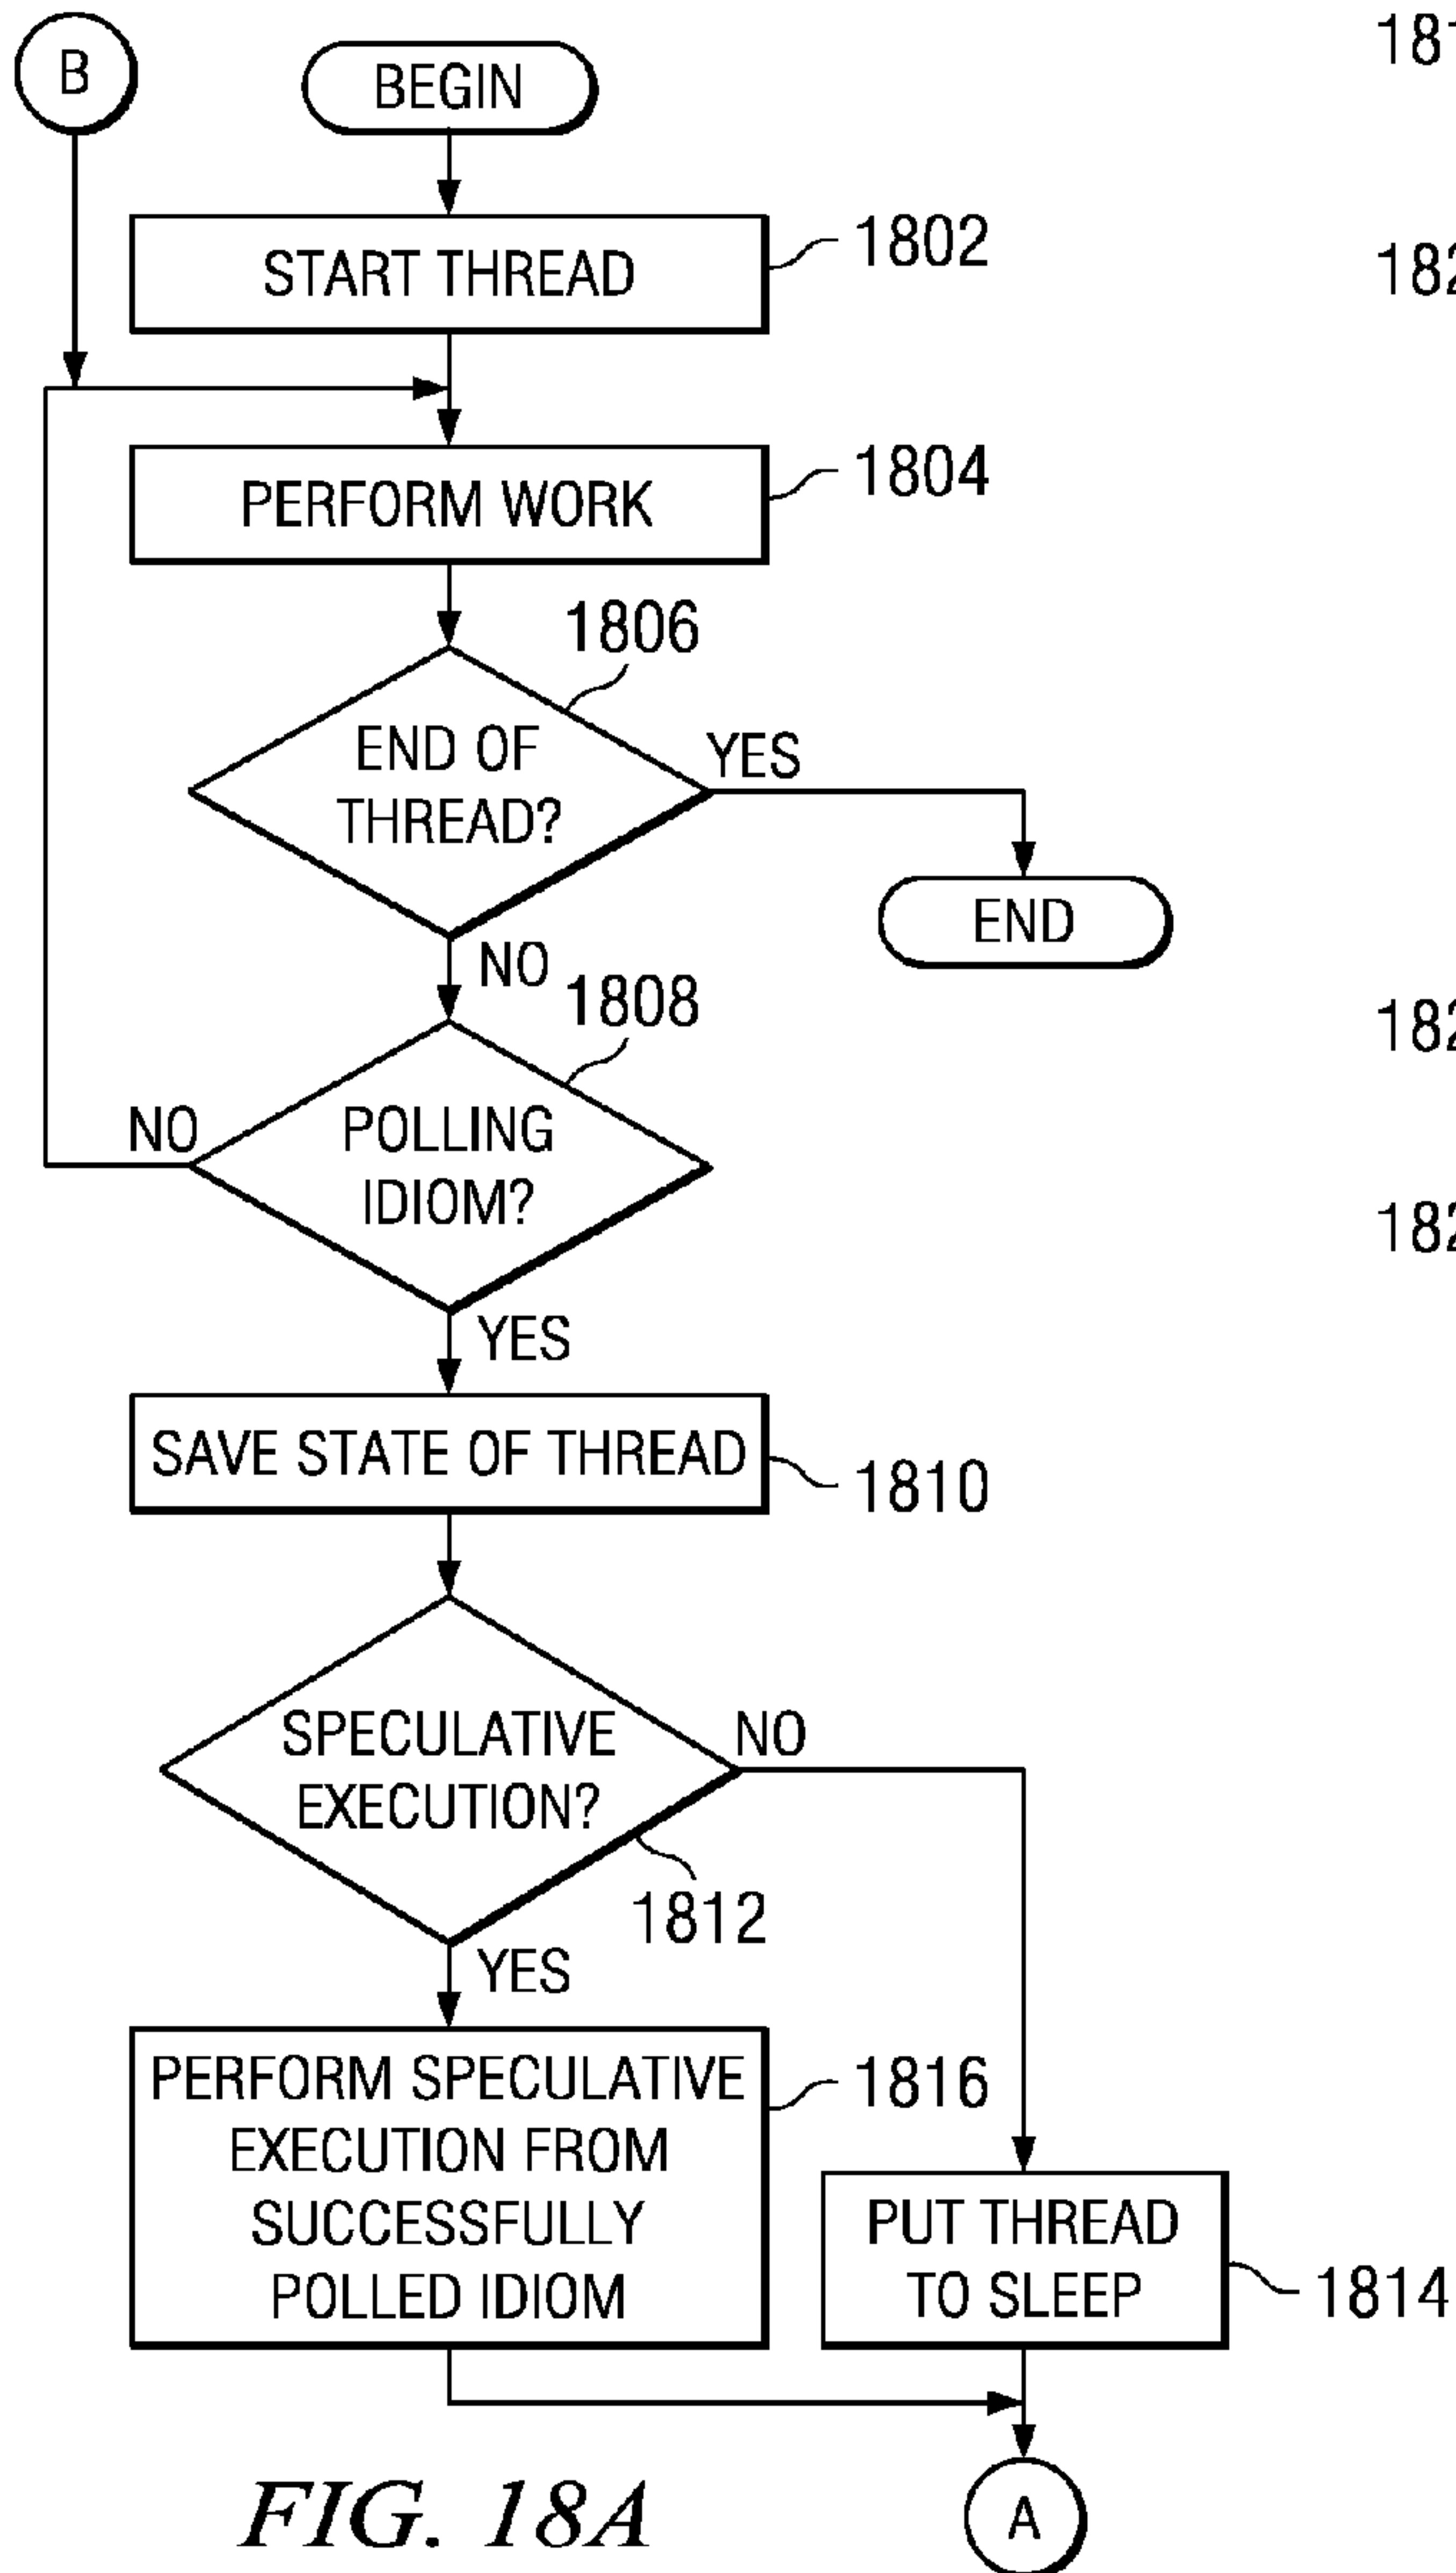 B
BEGIN
START THREAD
1802
PERFORM WORK
1804
1806
END OF
THREAD?
YES
END
NO
1808
POLLING
IDIOM?
NO
YES
SAVE STATE OF THREAD
1810
SPECULATIVE
EXECUTION?
NO
1812
YES
PERFORM SPECULATIVE
EXECUTION FROM
SUCCESSFULLY
POLLED IDIOM
1816
PUT THREAD
TO SLEEP
1814
A
FIG. 18A